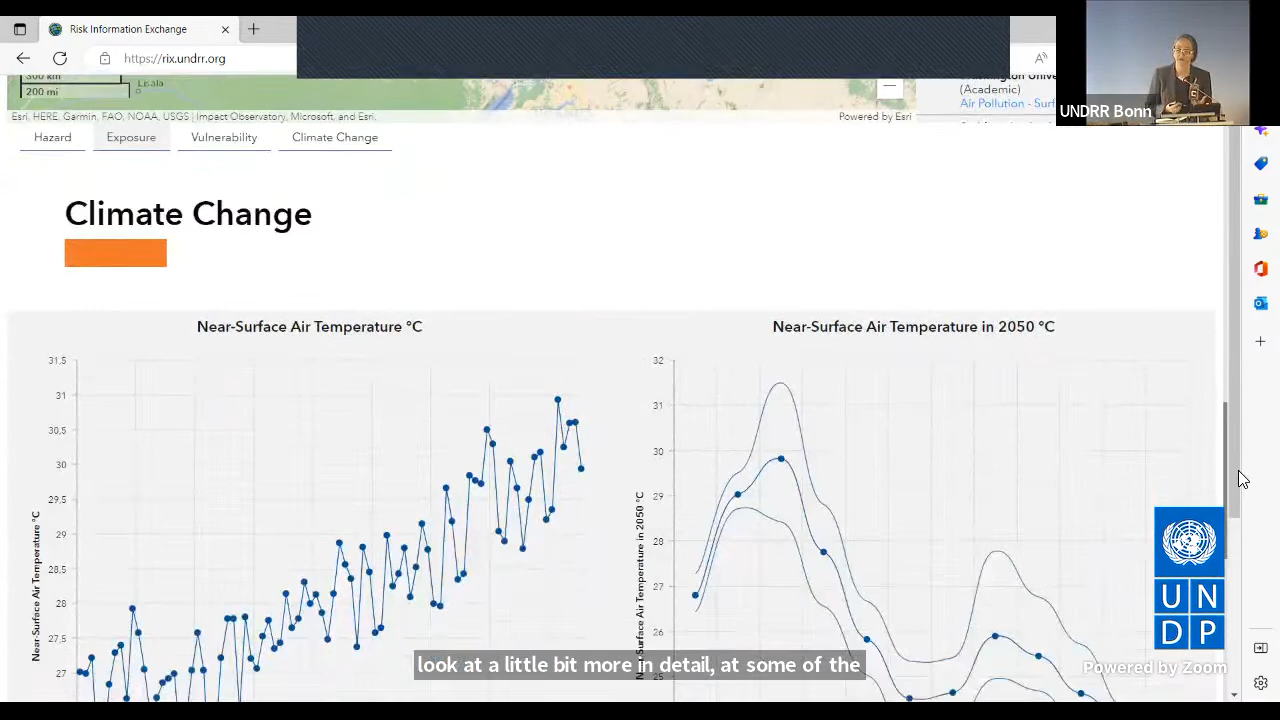 Risk Information Exchange
https://rix.undrr.org
300 km
200 mi
Lisala
Esri, HERE, Garmin, FAO, NOAA, USGS | Impact Observatory, Microsoft, and Esri.
Powered by Esri
(Academic)
Air Pollution - Surf
UNDRR Bonn
Hazard
Exposure
Vulnerability
Climate Change
Climate Change
Near-Surface Air Temperature °C
31.5
31
30.5
30
29.5
29
28.5
28
27.5
27
Near-Surface Air Temperature °C
Near-Surface Air Temperature in 2050 °C
32
31
30
29
28
27
26
25
Near-Surface Air Temperature in 2050 °C
look at a little bit more in detail, at some of the
U N
D P
Powered by Zoom